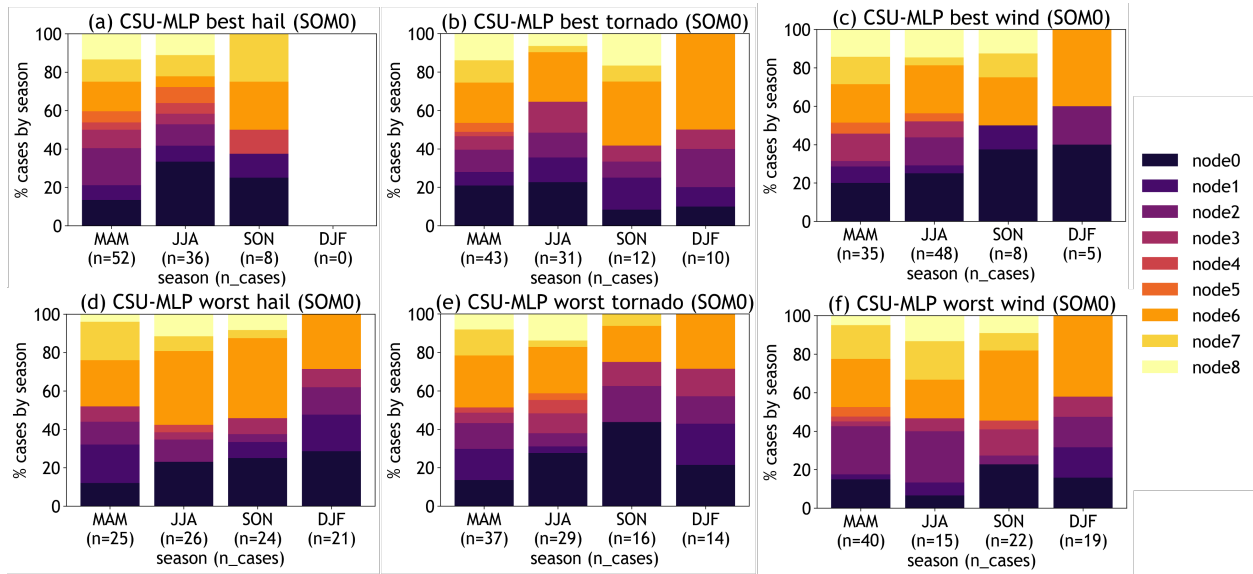 (a) CSU-MLP best hail (SOM0)
% cases by season
100
80
60
40
20
0
MAM JJA SON DJF
(n=52) (n=36) (n=8) (n=0)
season (n_cases)
(b) CSU-MLP best tornado (SOM0)
% cases by season
100
80
60
40
20
0
MAM JJA SON DJF
(n=43) (n=31) (n=12) (n=10)
season (n_cases)
(c) CSU-MLP best wind (SOM0)
% cases by season
100
80
60
40
20
0
MAM JJA SON DJF
(n=35) (n=48) (n=8) (n=5)
season (n_cases)
(d) CSU-MLP worst hail (SOM0)
% cases by season
100
80
60
40
20
0
MAM JJA SON DJF
(n=25) (n=26) (n=24) (n=21)
season (n_cases)
(e) CSU-MLP worst tornado (SOM0)
% cases by season
100
80
60
40
20
0
MAM JJA SON DJF
(n=37) (n=29) (n=16) (n=14)
season (n_cases)
(f) CSU-MLP worst wind (SOM0)
% cases by season
100
80
60
40
20
0
MAM JJA SON DJF
(n=40) (n=15) (n=22) (n=19)
season (n_cases)
node0
node1
node2
node3
node4
node5
node6
node7
node8